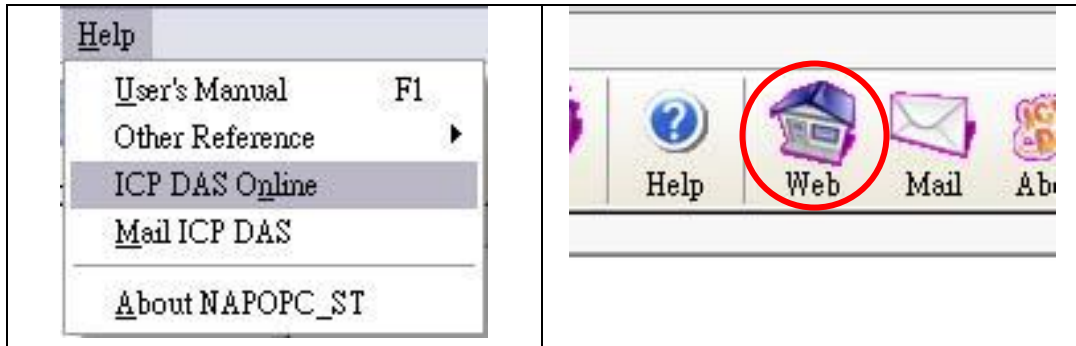 Help
User's Manual F1
Other Reference
ICP DAS Online
Mail ICP DAS
About NAPOPC_ST
Help Web Mail